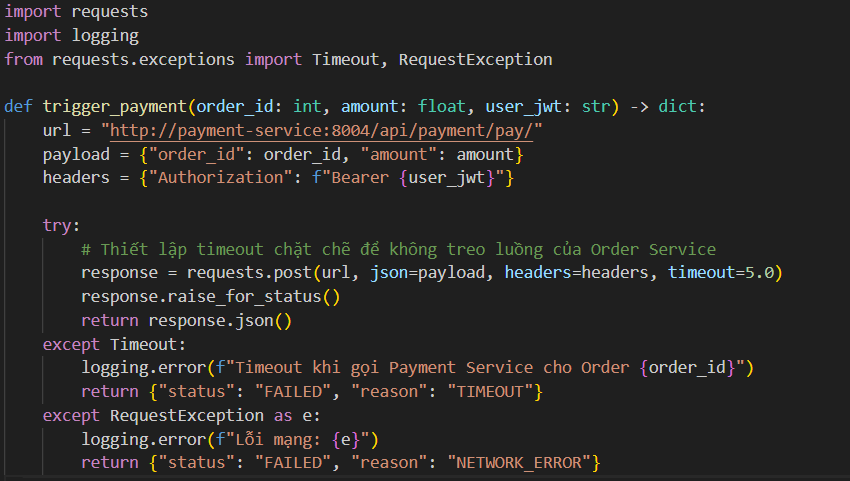 import requests
import logging
from requests.exceptions import Timeout, RequestException

def trigger_payment(order_id: int, amount: float, user_jwt: str) -> dict:
    url = "http://payment-service:8004/api/payment/pay/"
    payload = {"order_id": order_id, "amount": amount}
    headers = {"Authorization": f"Bearer {user_jwt}"}

    try:
        # Thiết lập timeout chặt chẽ để không treo luồng của Order Service
        response = requests.post(url, json=payload, headers=headers, timeout=5.0)
        response.raise_for_status()
        return response.json()
    except Timeout:
        logging.error(f"Timeout khi gọi Payment Service cho Order {order_id}")
        return {"status": "FAILED", "reason": "TIMEOUT"}
    except RequestException as e:
        logging.error(f"Lỗi mạng: {e}")
        return {"status": "FAILED", "reason": "NETWORK_ERROR"}